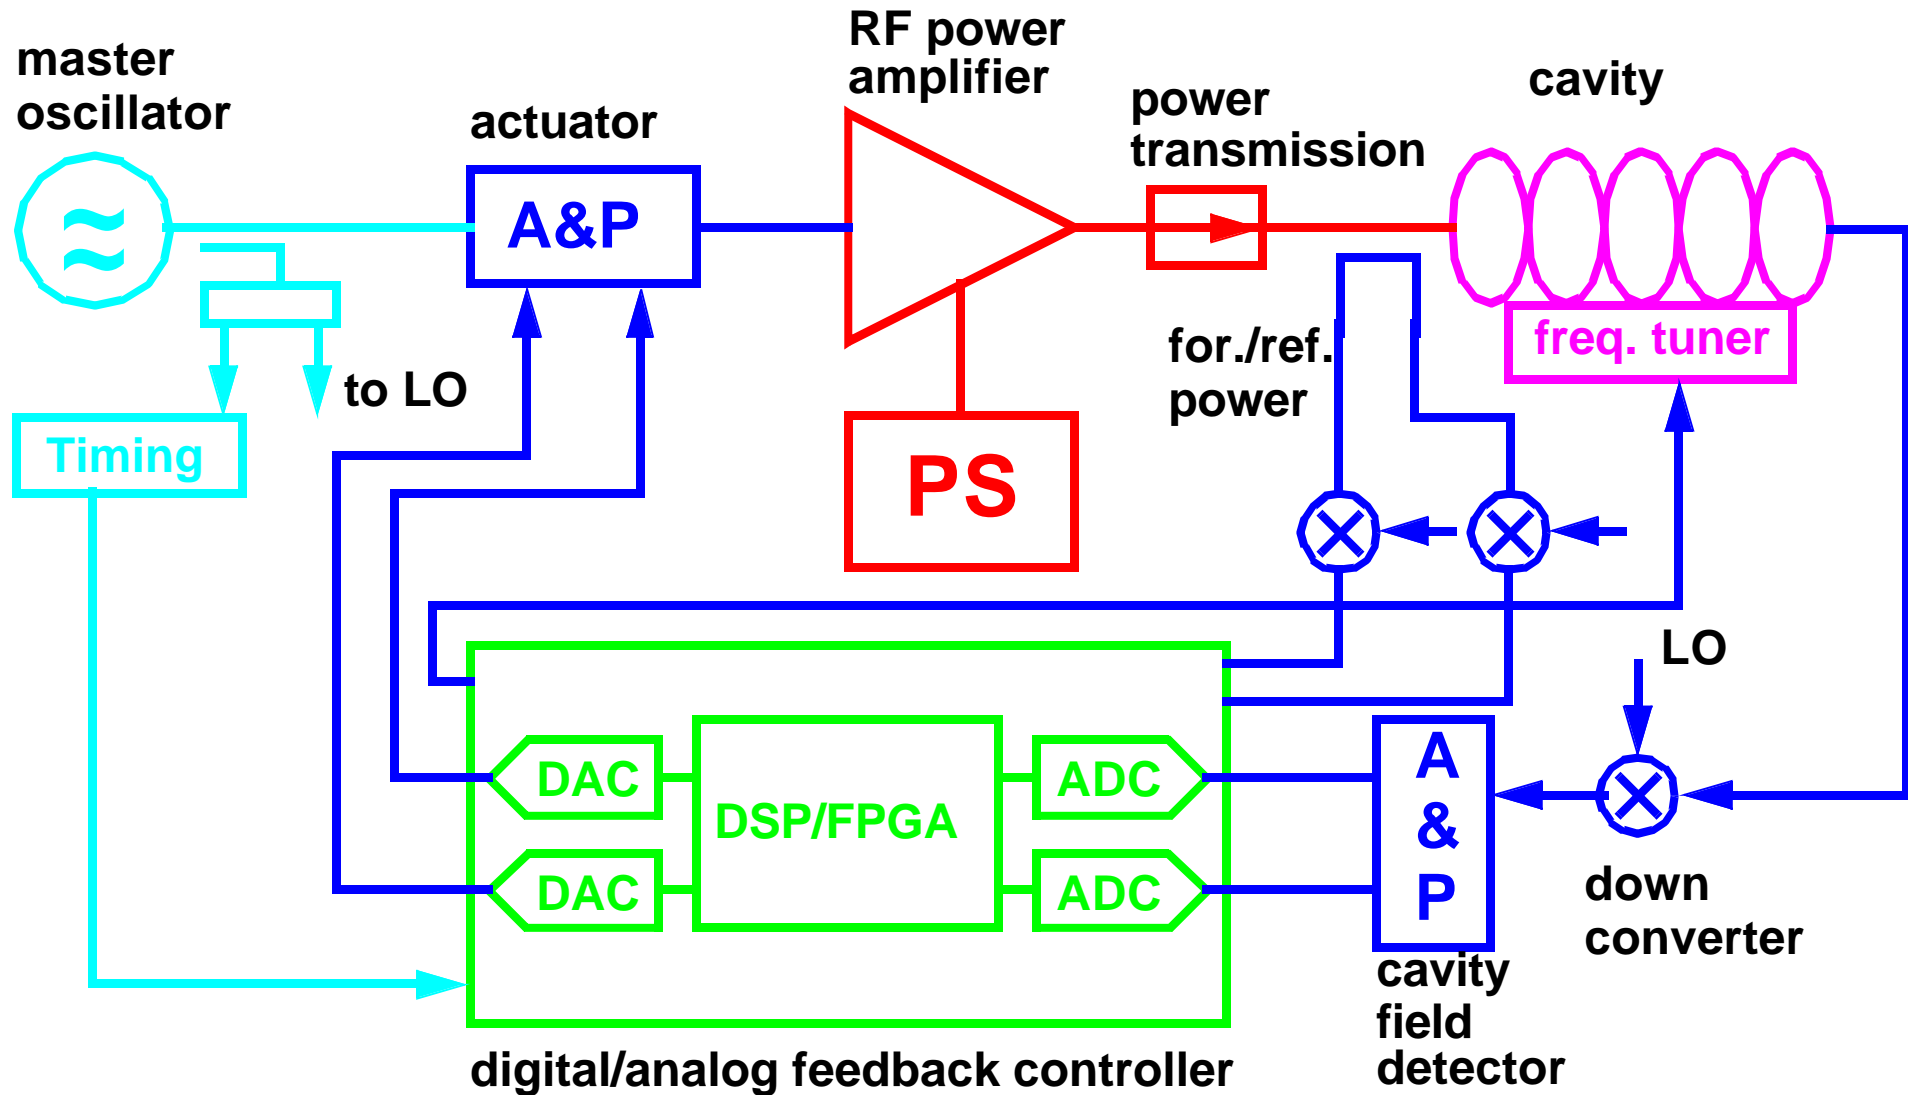 master
oscillator
actuator
A&P
RF power
amplifier
power
transmission
cavity
freq. tuner
for./ref.
power
to LO
Timing
PS
LO
DAC
DAC
DSP/FPGA
ADC
ADC
A
&
P
down
converter
cavity
field
detector
digital/analog feedback controller